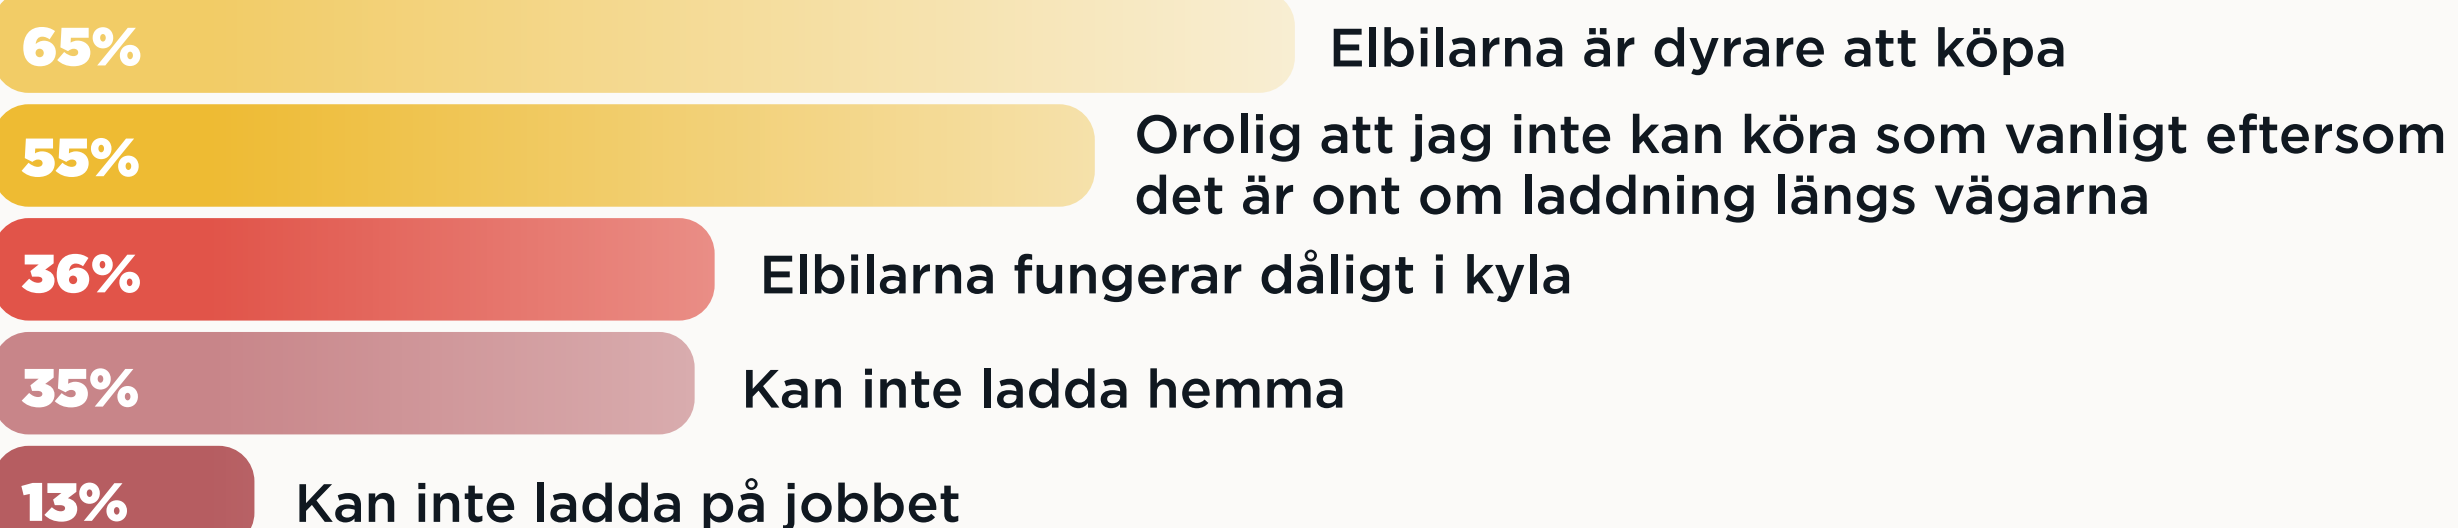 65% Elbilarna är dyrare att köpa
55% Orolig att jag inte kan köra som vanligt eftersom
det är ont om laddning längs vägarna
36% Elbilarna fungerar dåligt i kyla
35% Kan inte ladda hemma
13% Kan inte ladda på jobbet